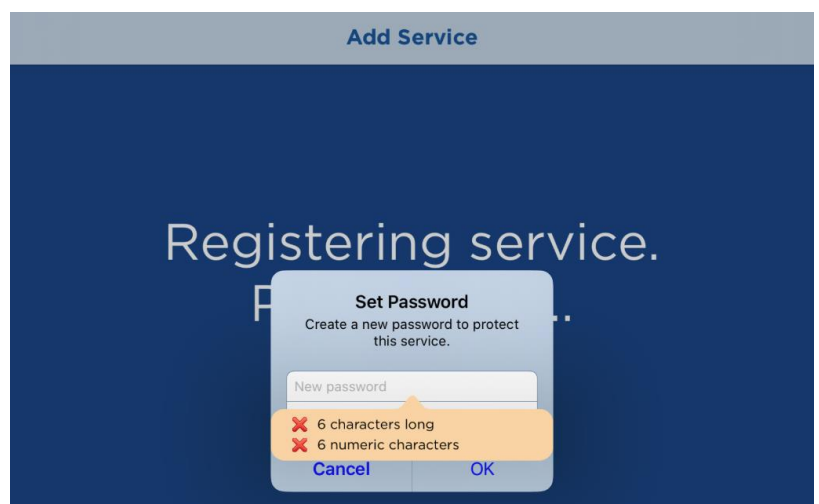 Add Service
Registering service.
P ..
Set Password
Create a new password to protect
this service.
New password
6 characters long
6 numeric characters
Cancel
OK